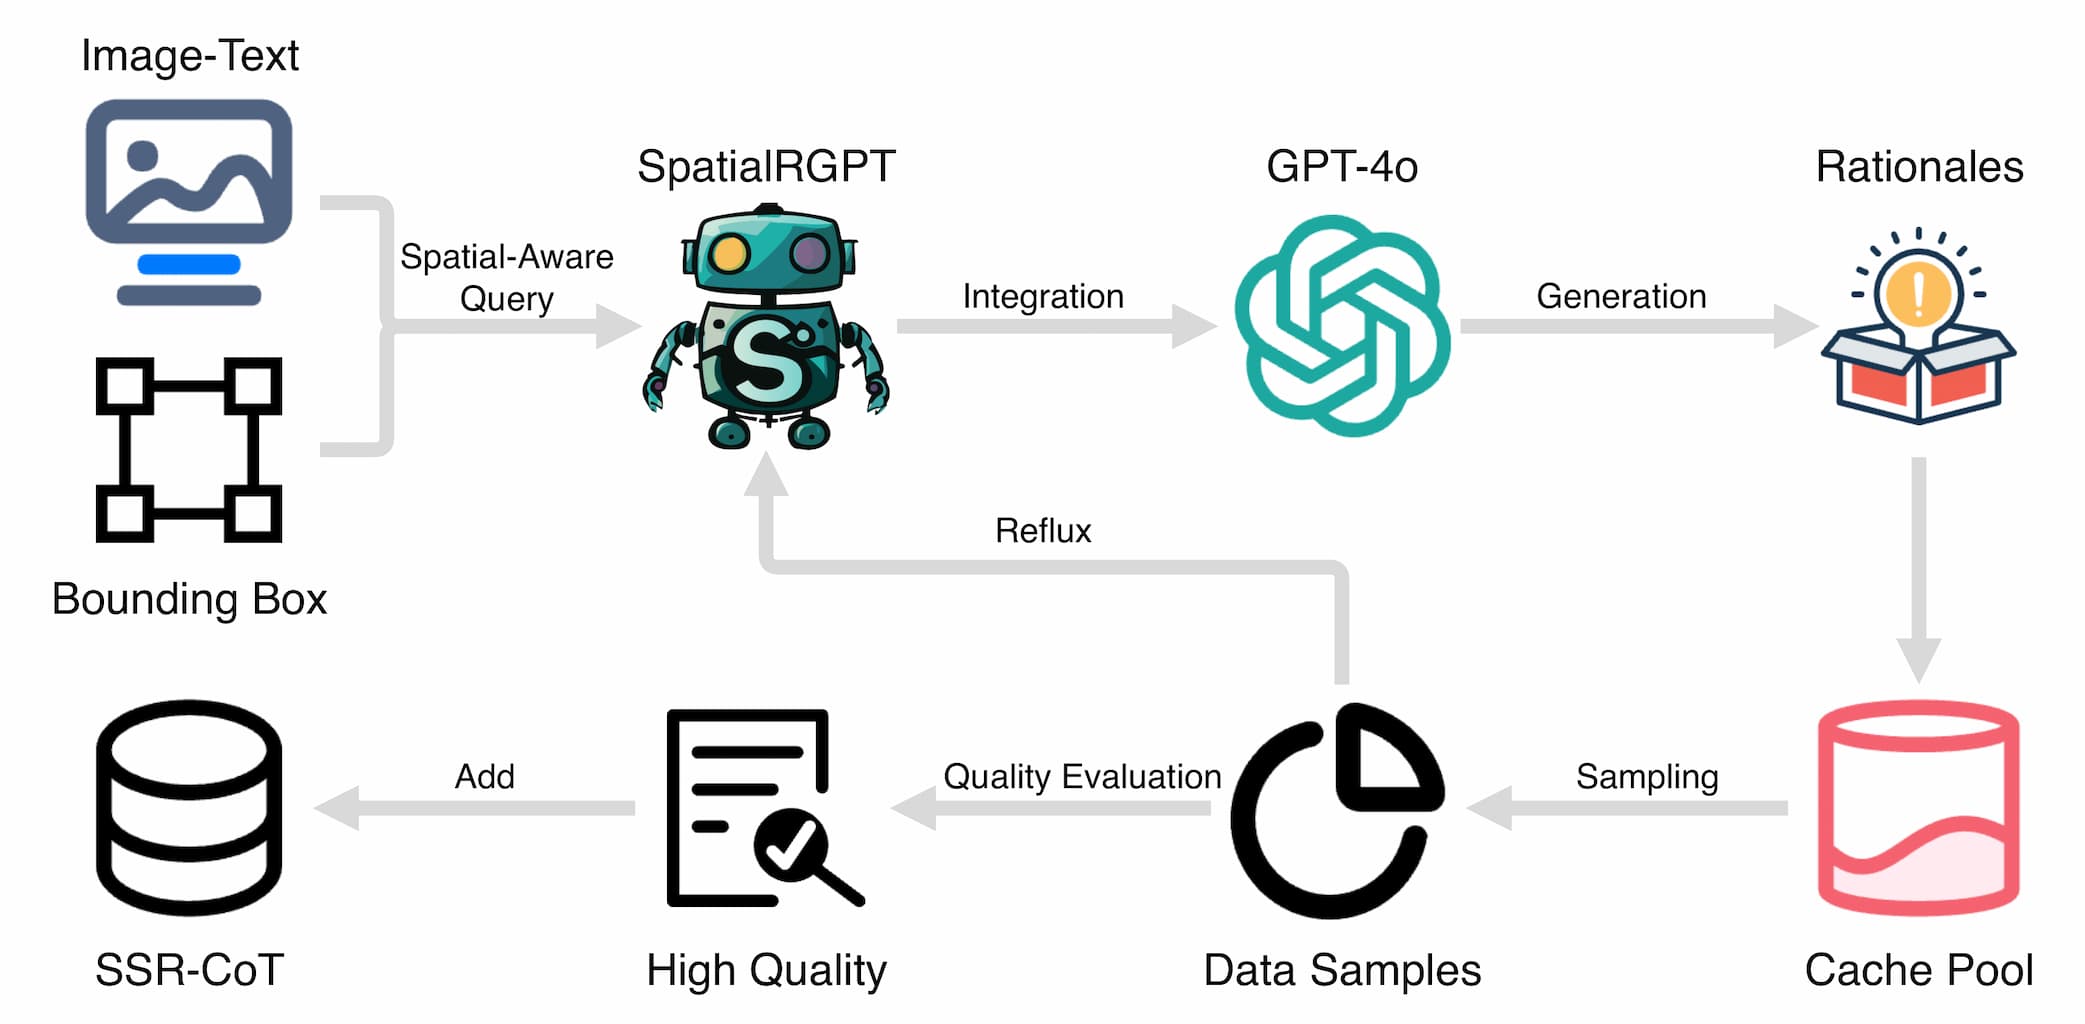 Image-Text
SpatialRGPT
GPT-4o
Rationales
Spatial-Aware
Query
Integration
Generation
S
Reflux
Bounding Box
Add
Quality Evaluation
Sampling
SSR-CoT
High Quality
Data Samples
Cache Pool